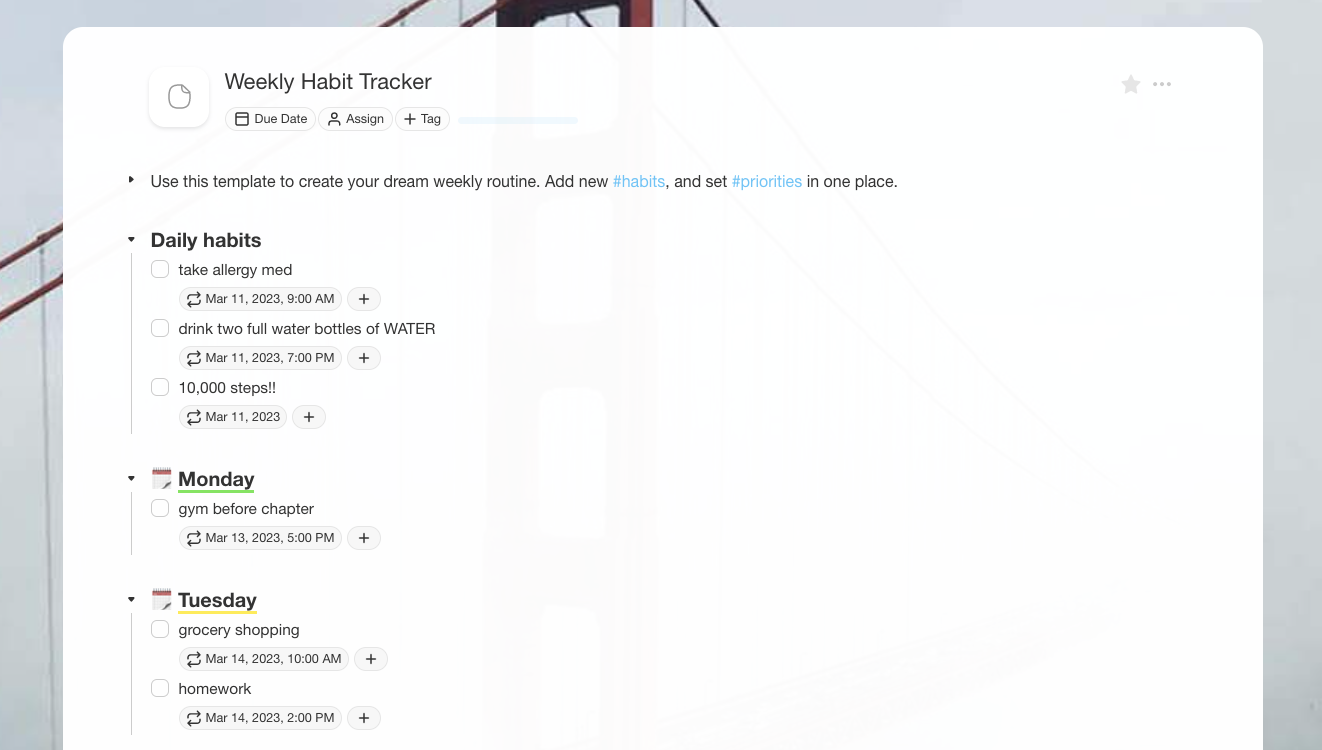 Weekly Habit Tracker
Due Date Assign + Tag
Use this template to create your dream weekly routine. Add new #habits, and set #priorities in one place.
Daily habits
take allergy med
Mar 11, 2023, 9:00 AM +
drink two full water bottles of WATER
Mar 11, 2023, 7:00 PM +
10,000 steps!!
Mar 11, 2023 +
Monday
gym before chapter
Mar 13, 2023, 5:00 PM +
Tuesday
grocery shopping
Mar 14, 2023, 10:00 AM +
homework
Mar 14, 2023, 2:00 PM +